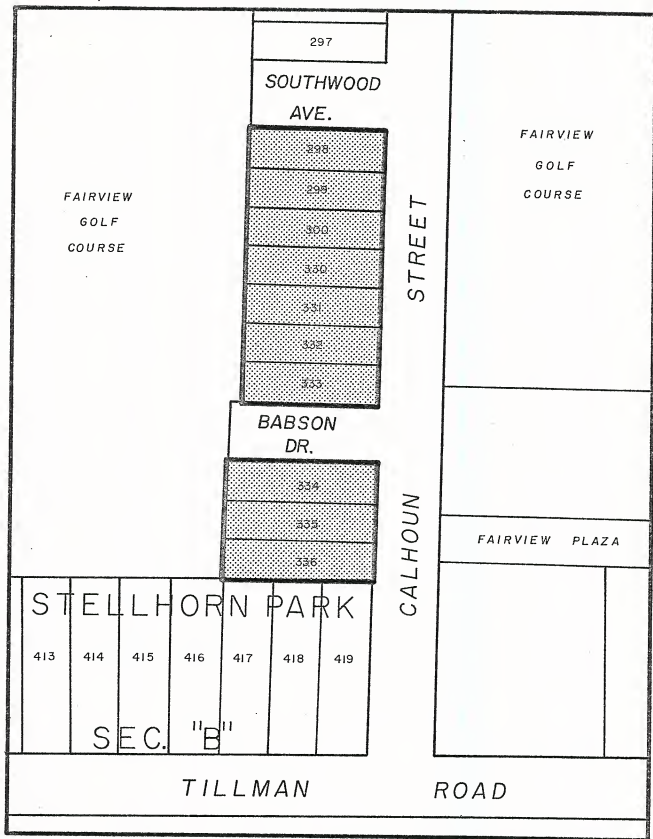 297
SOUTHWOOD
AVE.
298
299
300
330
331
332
333
FAIRVIEW
GOLF
COURSE
FAIRVIEW
GOLF
COURSE
CALHOUN STREET
BABSON
DR.
334
335
336
FAIRVIEW PLAZA
STELLHORN PARK
413 414 415 416 417 418 419
SEC. "B"
TILLMAN ROAD